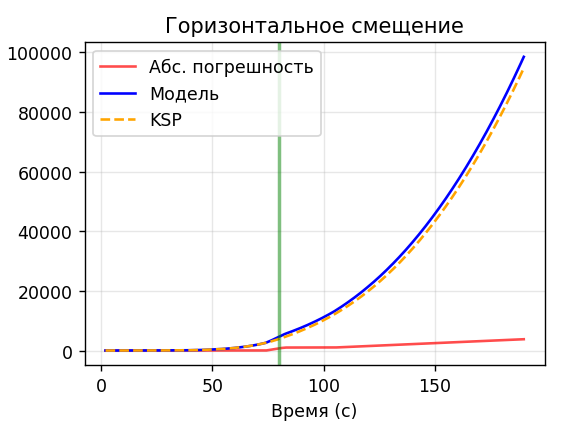 Горизонтальное смещение
100000
80000
60000
40000
20000
0
Абс. погрешность
Модель
KSP
0 50 100 150
Время (с)